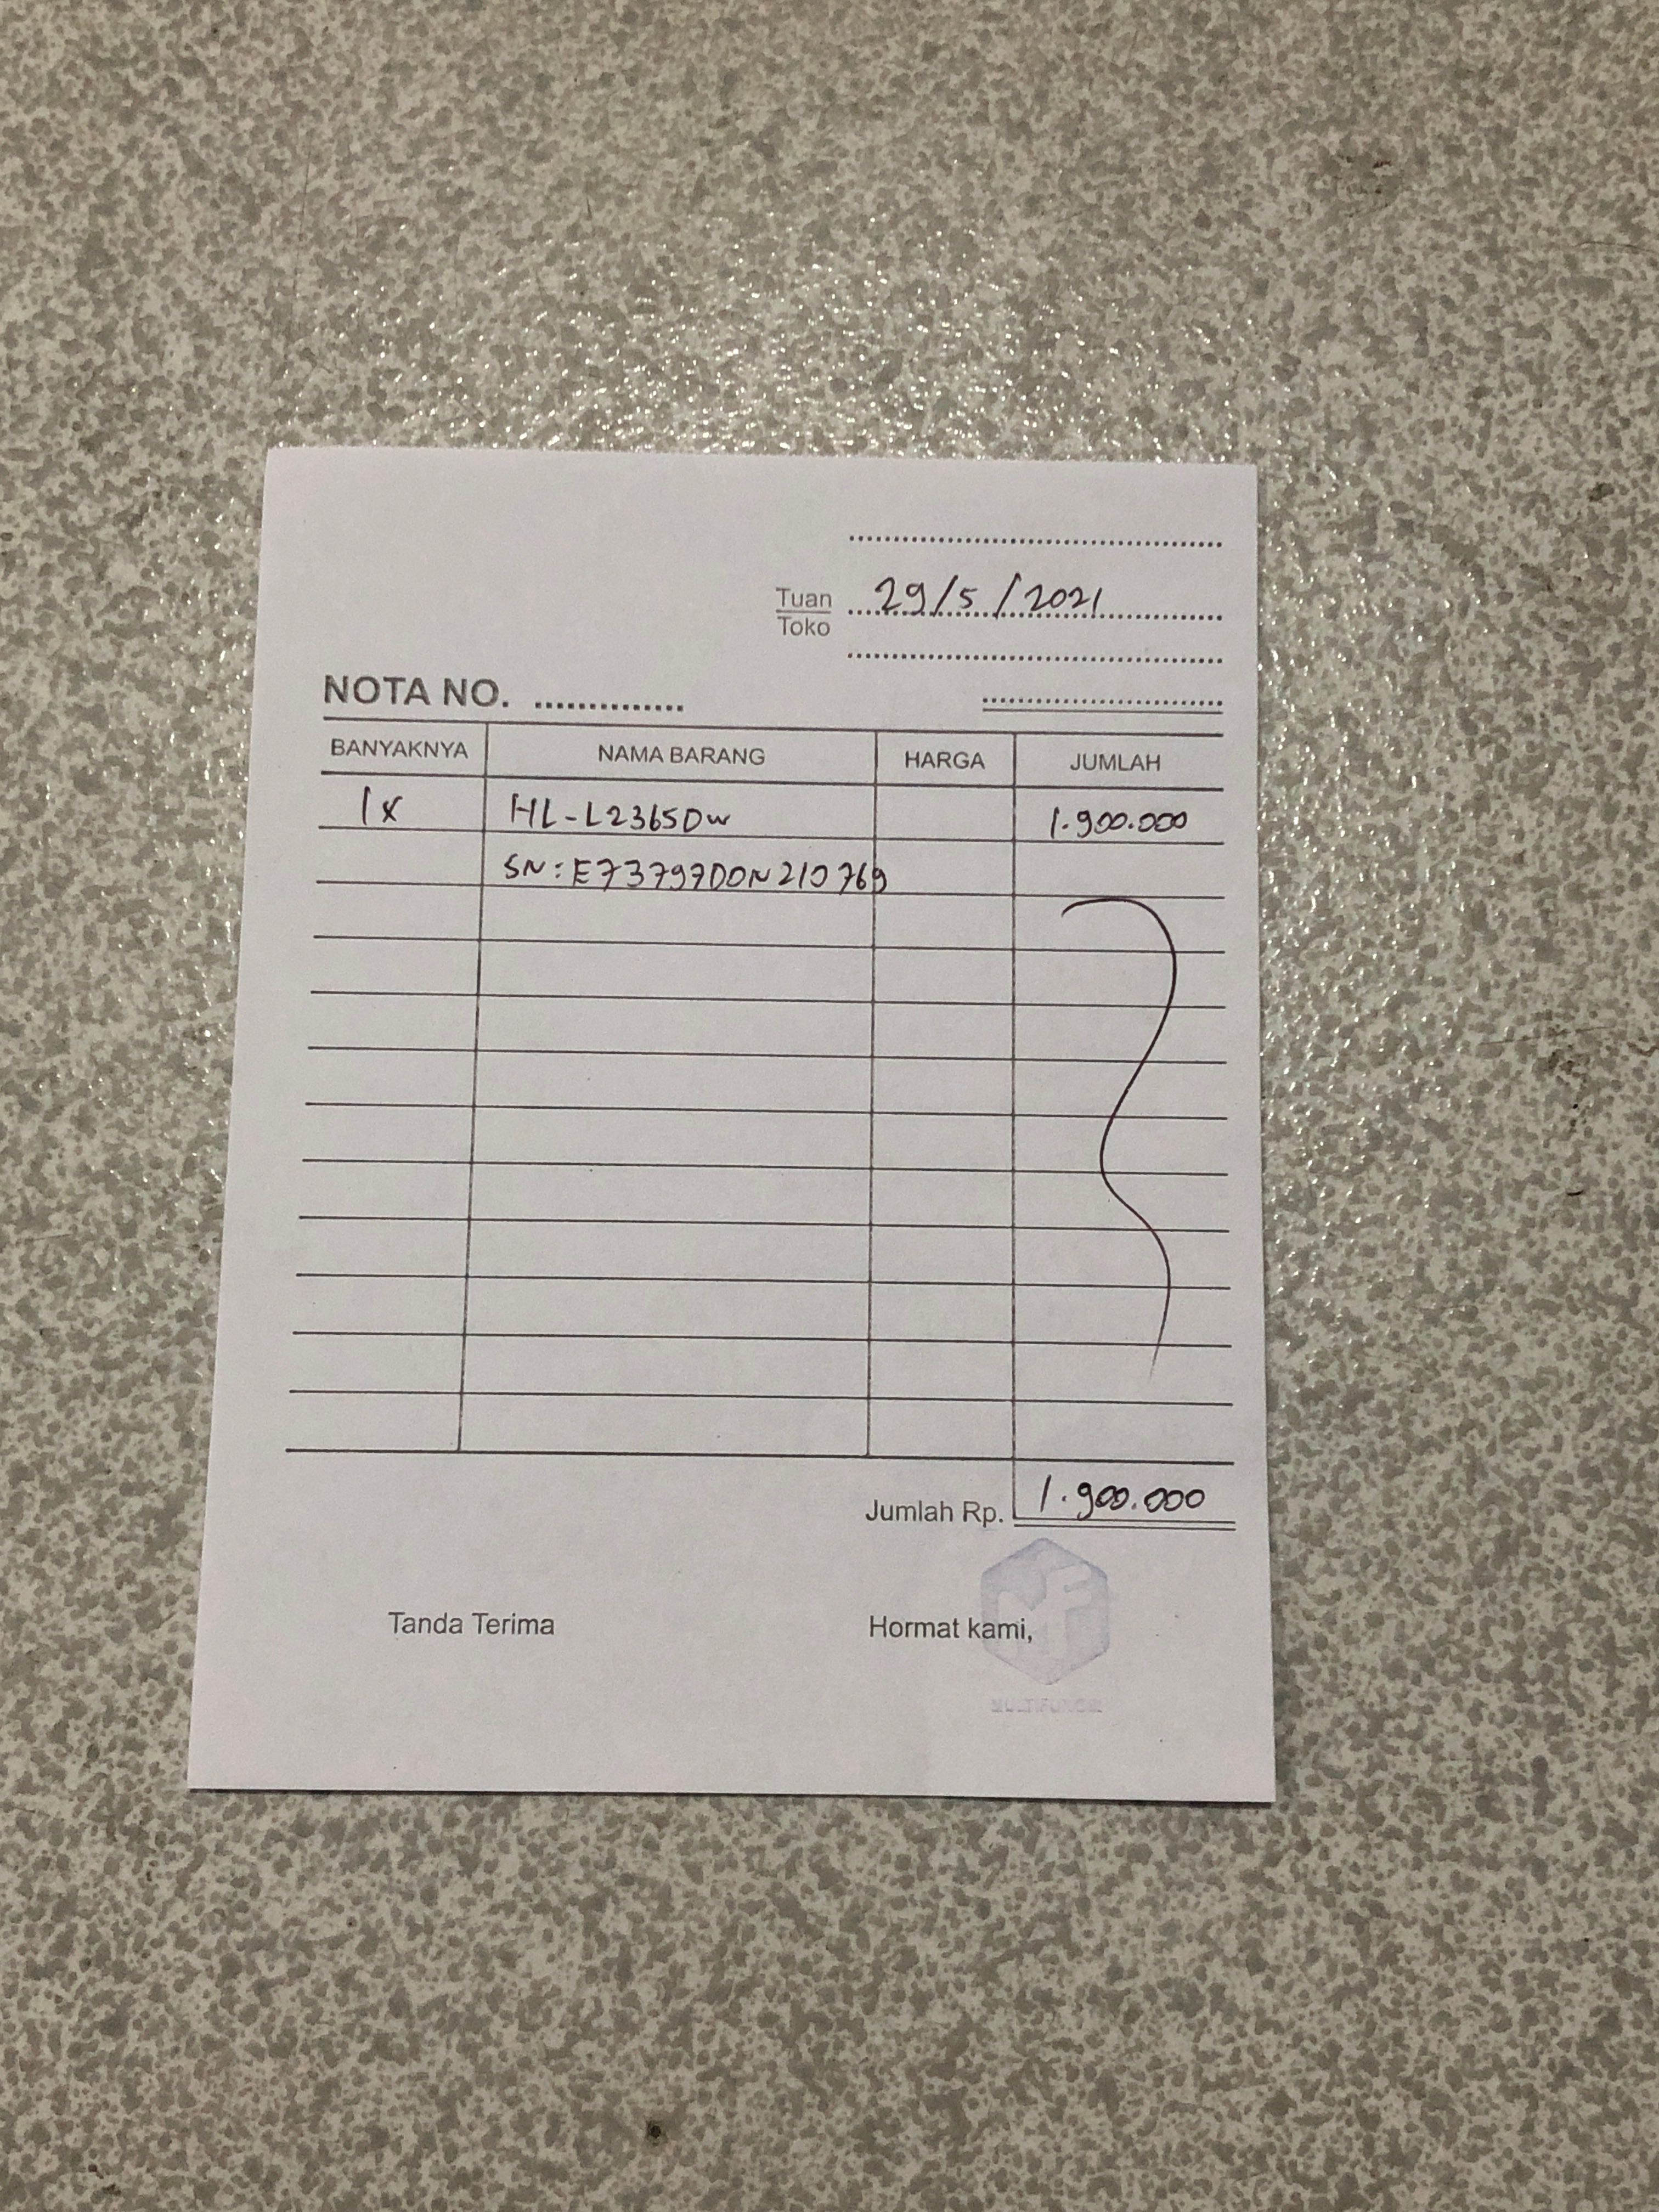 29/5/2021
Tuan
Toko
NOTA NO.
BANYAKNYA NAMA BARANG HARGA JUMLAH
1x HL-L2365DW 1.900.000
SN: E73797D0N210769
Jumlah Rp. 1.900.000
Tanda Terima Hormat kami,
MF